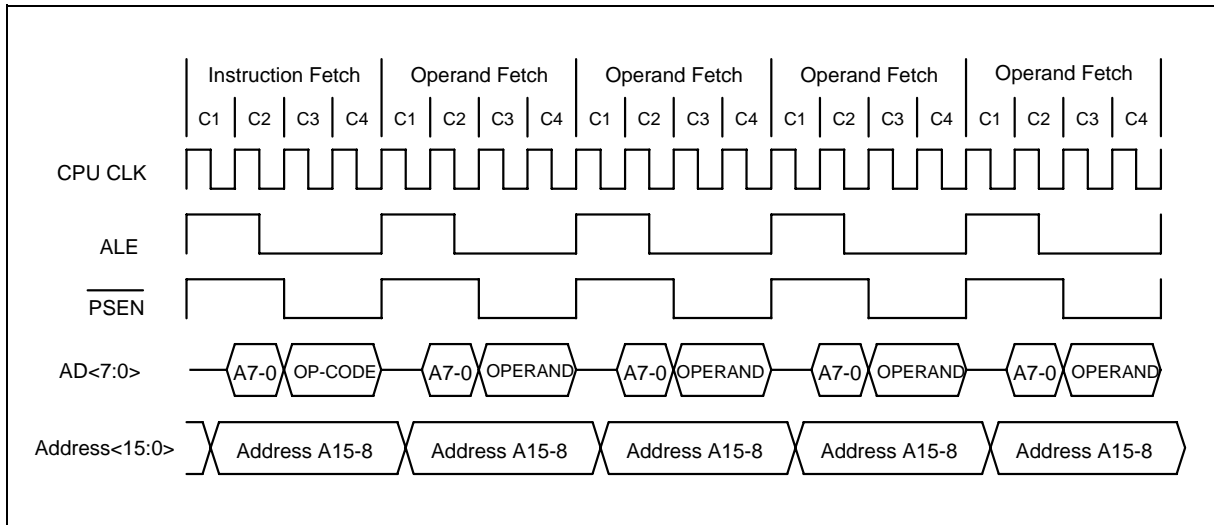 Instruction Fetch Operand Fetch Operand Fetch Operand Fetch Operand Fetch
C1 C2 C3 C4 C1 C2 C3 C4 C1 C2 C3 C4 C1 C2 C3 C4 C1 C2 C3 C4
CPU CLK
ALE
PSEN
AD<7:0> A7-0 OP-CODE A7-0 OPERAND A7-0 OPERAND A7-0 OPERAND A7-0 OPERAND
Address<15:0> Address A15-8 Address A15-8 Address A15-8 Address A15-8 Address A15-8